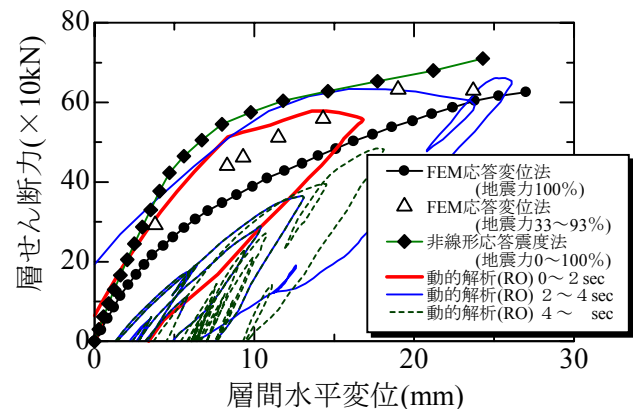 80
60
40
20
0
0
10
20
30
層せん断力(×10kN)
層間水平変位(mm)
FEM応答変位法
(地震力100%)
FEM応答変位法
(地震力33～93%)
非線形応答震度法
(地震力0～100%)
動的解析(RO) 0～2 sec
動的解析(RO) 2～4 sec
動的解析(RO) 4～ sec